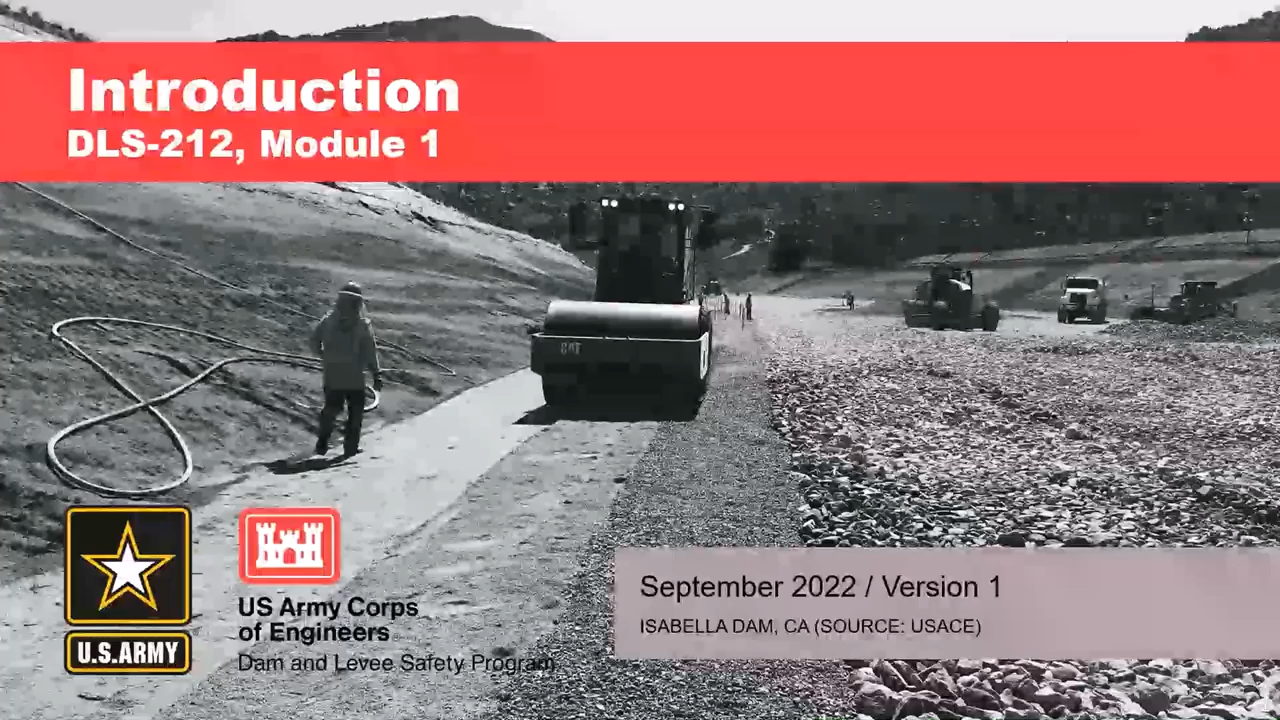 Introduction
DLS-212, Module 1
CAT
U.S.ARMY
US Army Corps
of Engineers
Dam and Levee Safety Program
September 2022 / Version 1
ISABELLA DAM, CA (SOURCE: USACE)